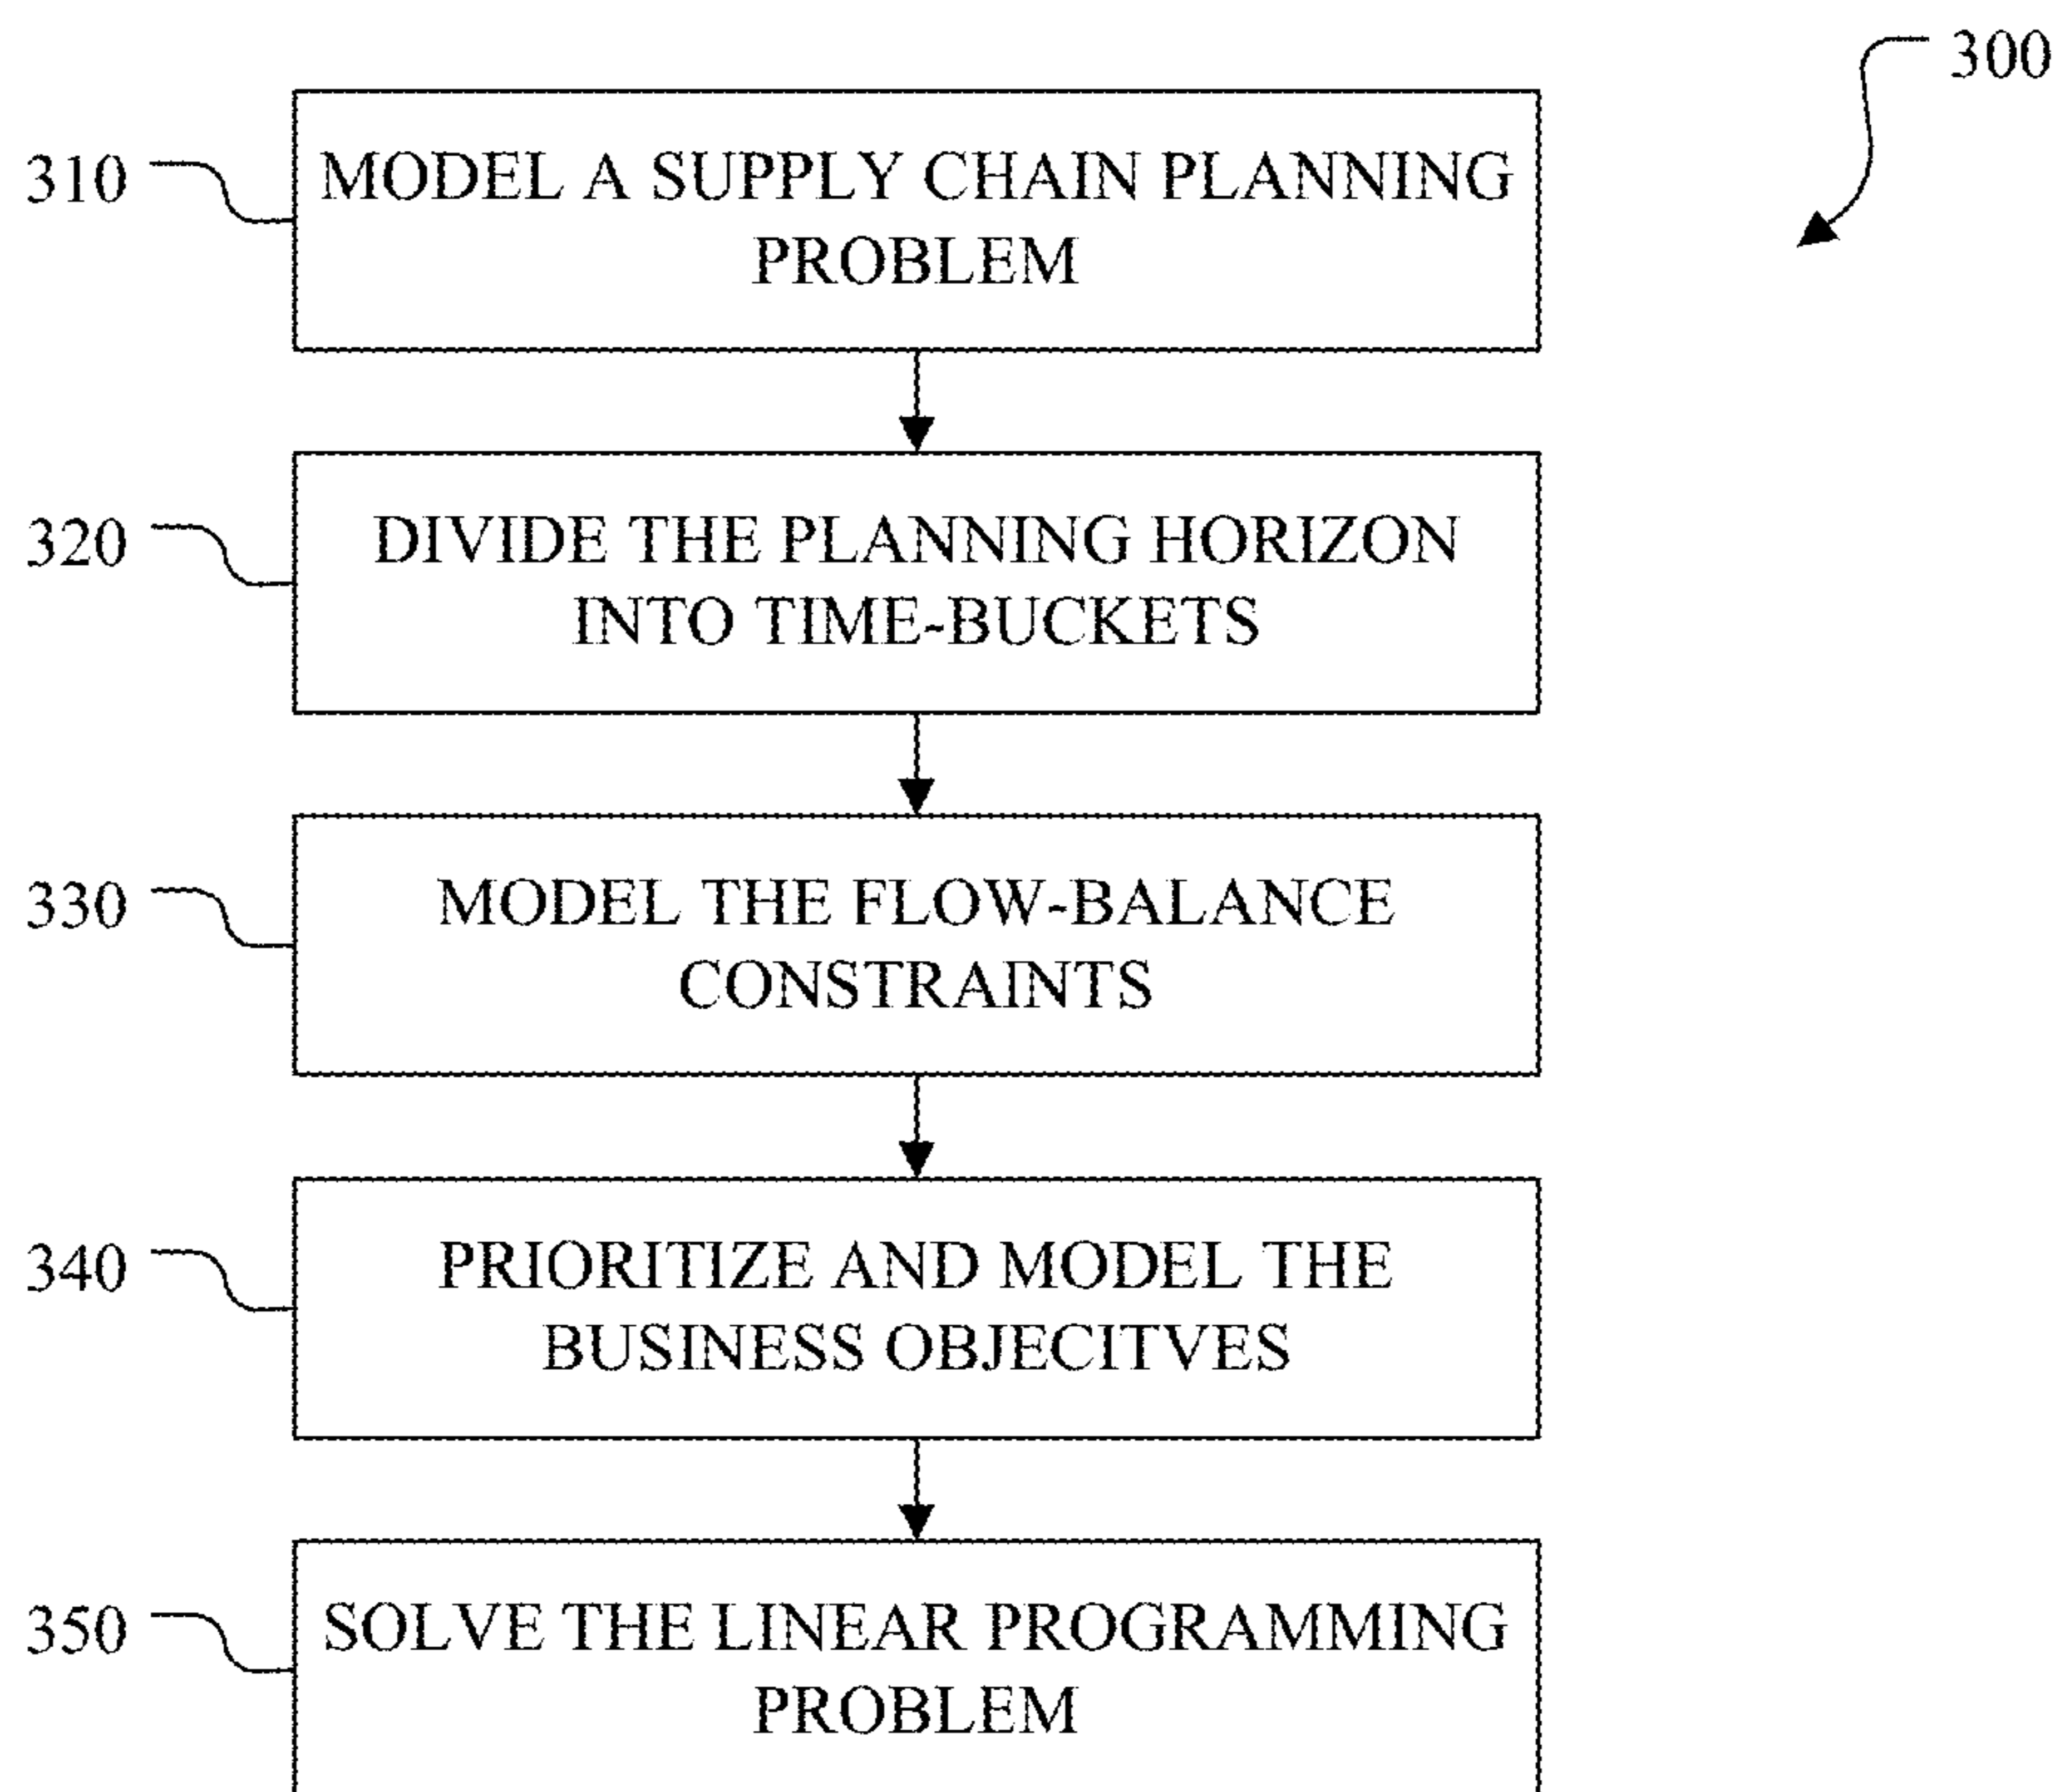 300
310
MODEL A SUPPLY CHAIN PLANNING
PROBLEM
320
DIVIDE THE PLANNING HORIZON
INTO TIME-BUCKETS
330
MODEL THE FLOW-BALANCE
CONSTRAINTS
340
PRIORITIZE AND MODEL THE
BUSINESS OBJECITVES
350
SOLVE THE LINEAR PROGRAMMING
PROBLEM